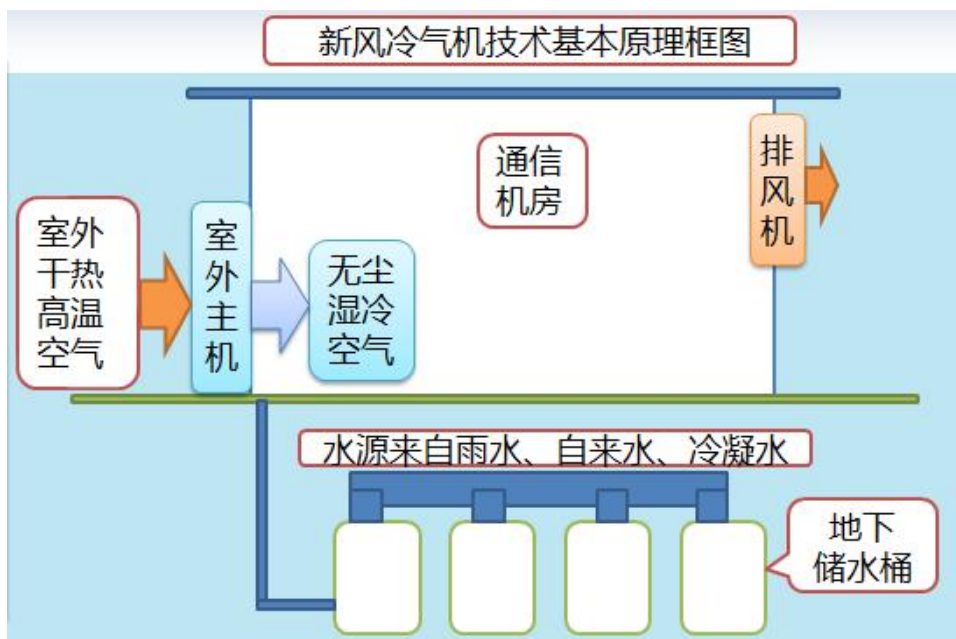 新风冷气机技术基本原理框图
通信
机房
排
风
机
室外
干热
高温
空气
室
外
主
机
无尘
湿冷
空气
水源来自雨水、自来水、冷凝水
地下
储水桶